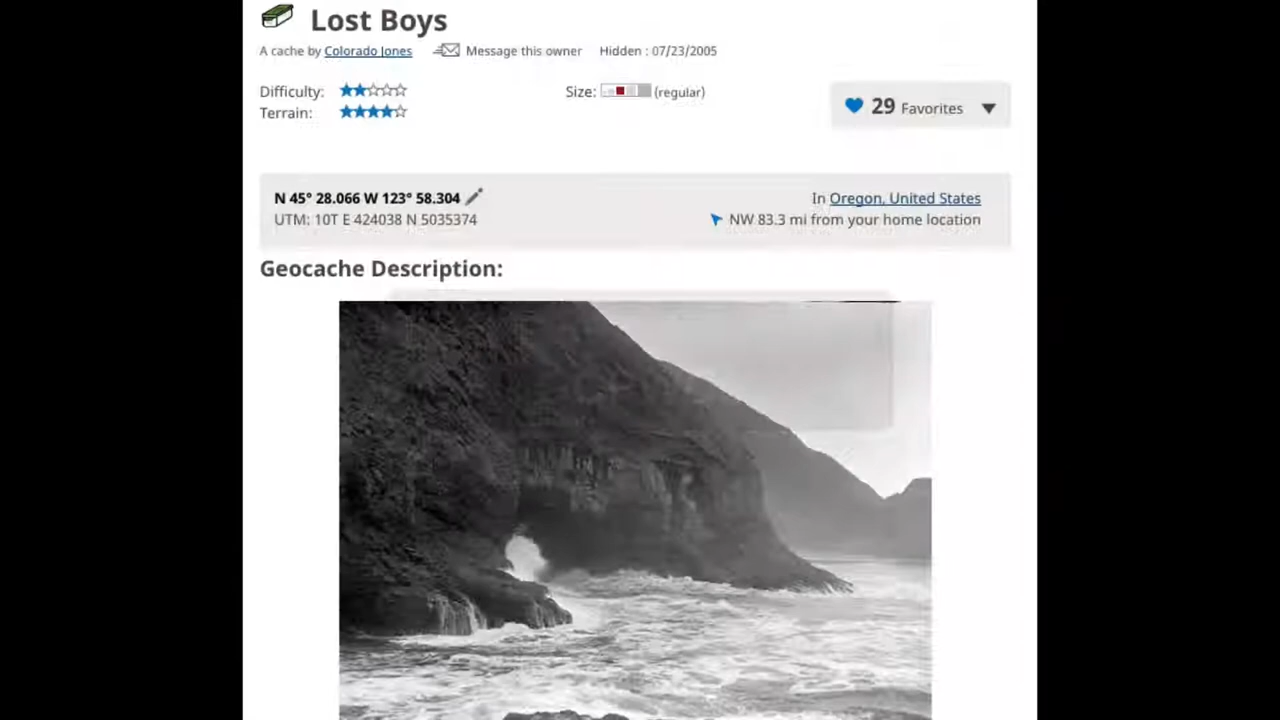 Lost Boys
A cache by Colorado Jones Message this owner Hidden : 07/23/2005
Difficulty: Size: (regular)
Terrain:
29 Favorites
N 45° 28.066 W 123° 58.304 In Oregon, United States
UTM: 10T E 424038 N 5035374 NW 83.3 mi from your home location
Geocache Description: